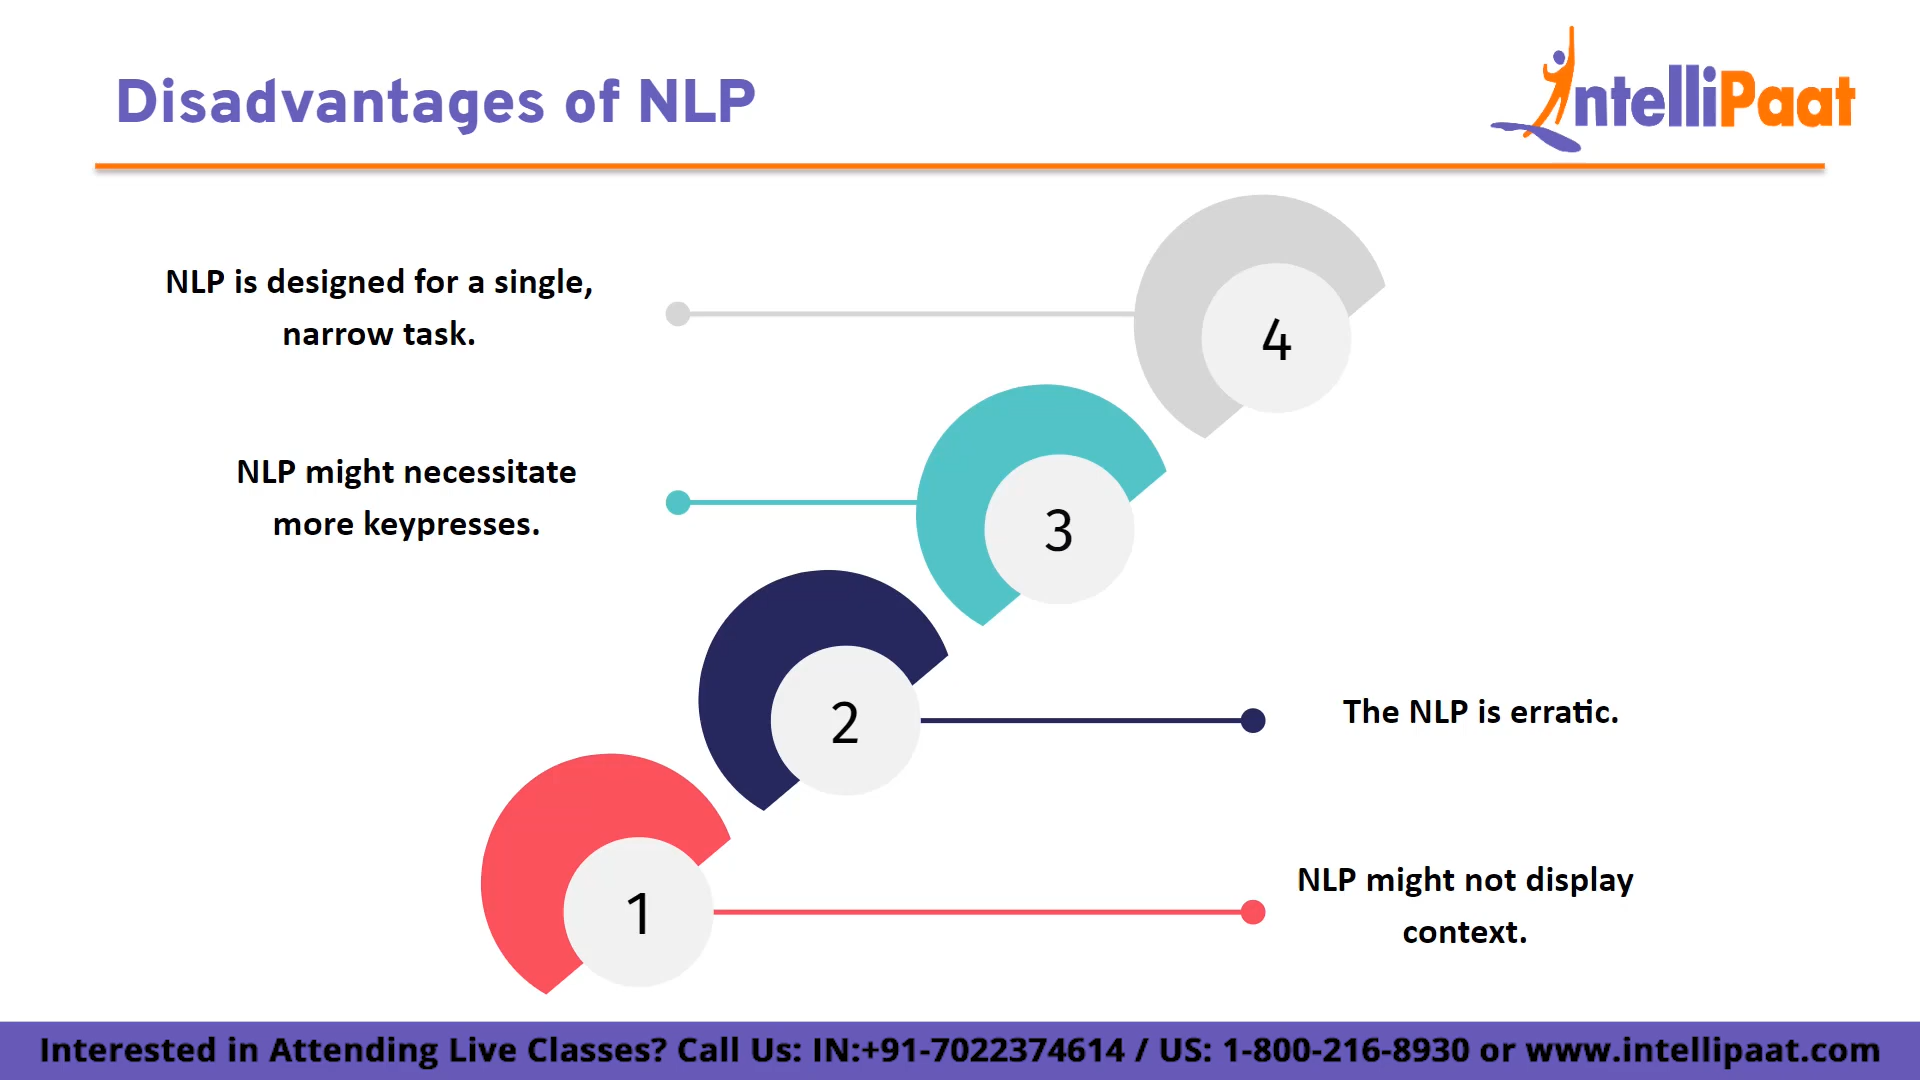 Disadvantages of NLP
IntelliPaat
NLP is designed for a single,
narrow task.
4
NLP might necessitate
more keypresses.
3
2
The NLP is erratic.
1
NLP might not display
context.
Interested in Attending Live Classes? Call Us: IN:+91-7022374614 / US: 1-800-216-8930 or www.intellipaat.com